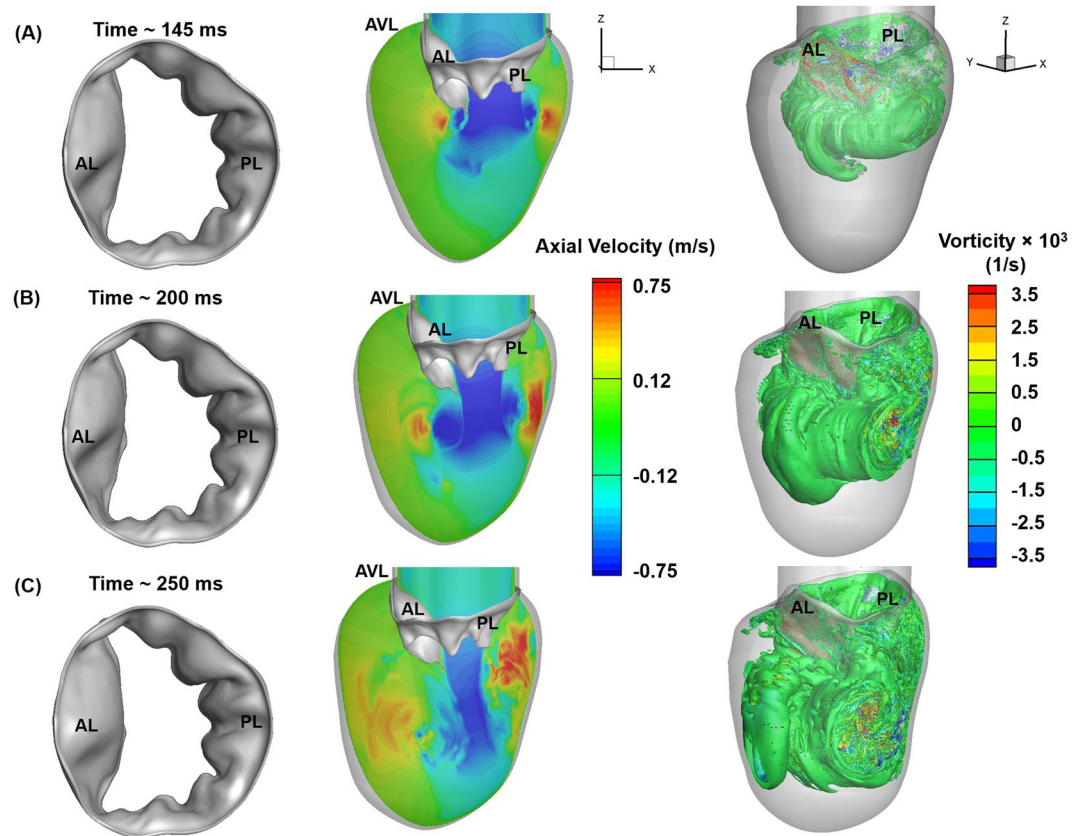 (A)
Time ~ 145 ms
AL
PL
AVL
AL
PL
Z
X
AL
PL
Z
Y
X
(B)
Time ~ 200 ms
AL
PL
AVL
AL
PL
Axial Velocity (m/s)
0.75
0.12
-0.12
-0.75
AL
PL
Vorticity × 10³
(1/s)
3.5
2.5
1.5
0.5
0
-0.5
-1.5
-2.5
-3.5
(C)
Time ~ 250 ms
AL
PL
AVL
AL
PL
AL
PL